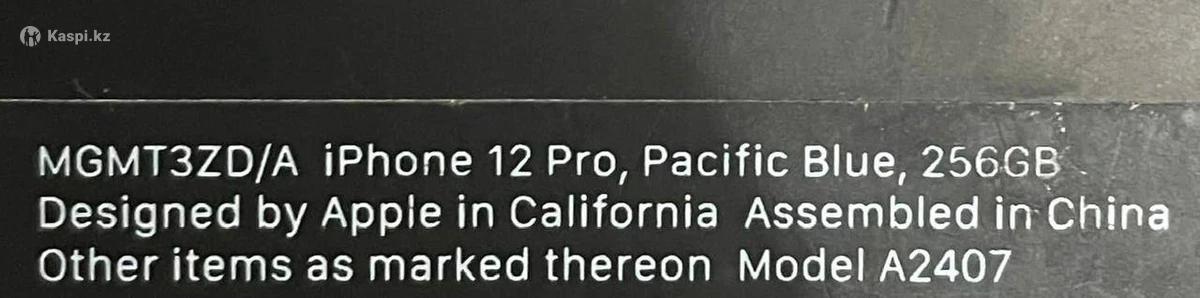 Kaspi.kz
MGMT3ZD/A iPhone 12 Pro, Pacific Blue, 256GB
Designed by Apple in California Assembled in China
Other items as marked thereon Model A2407